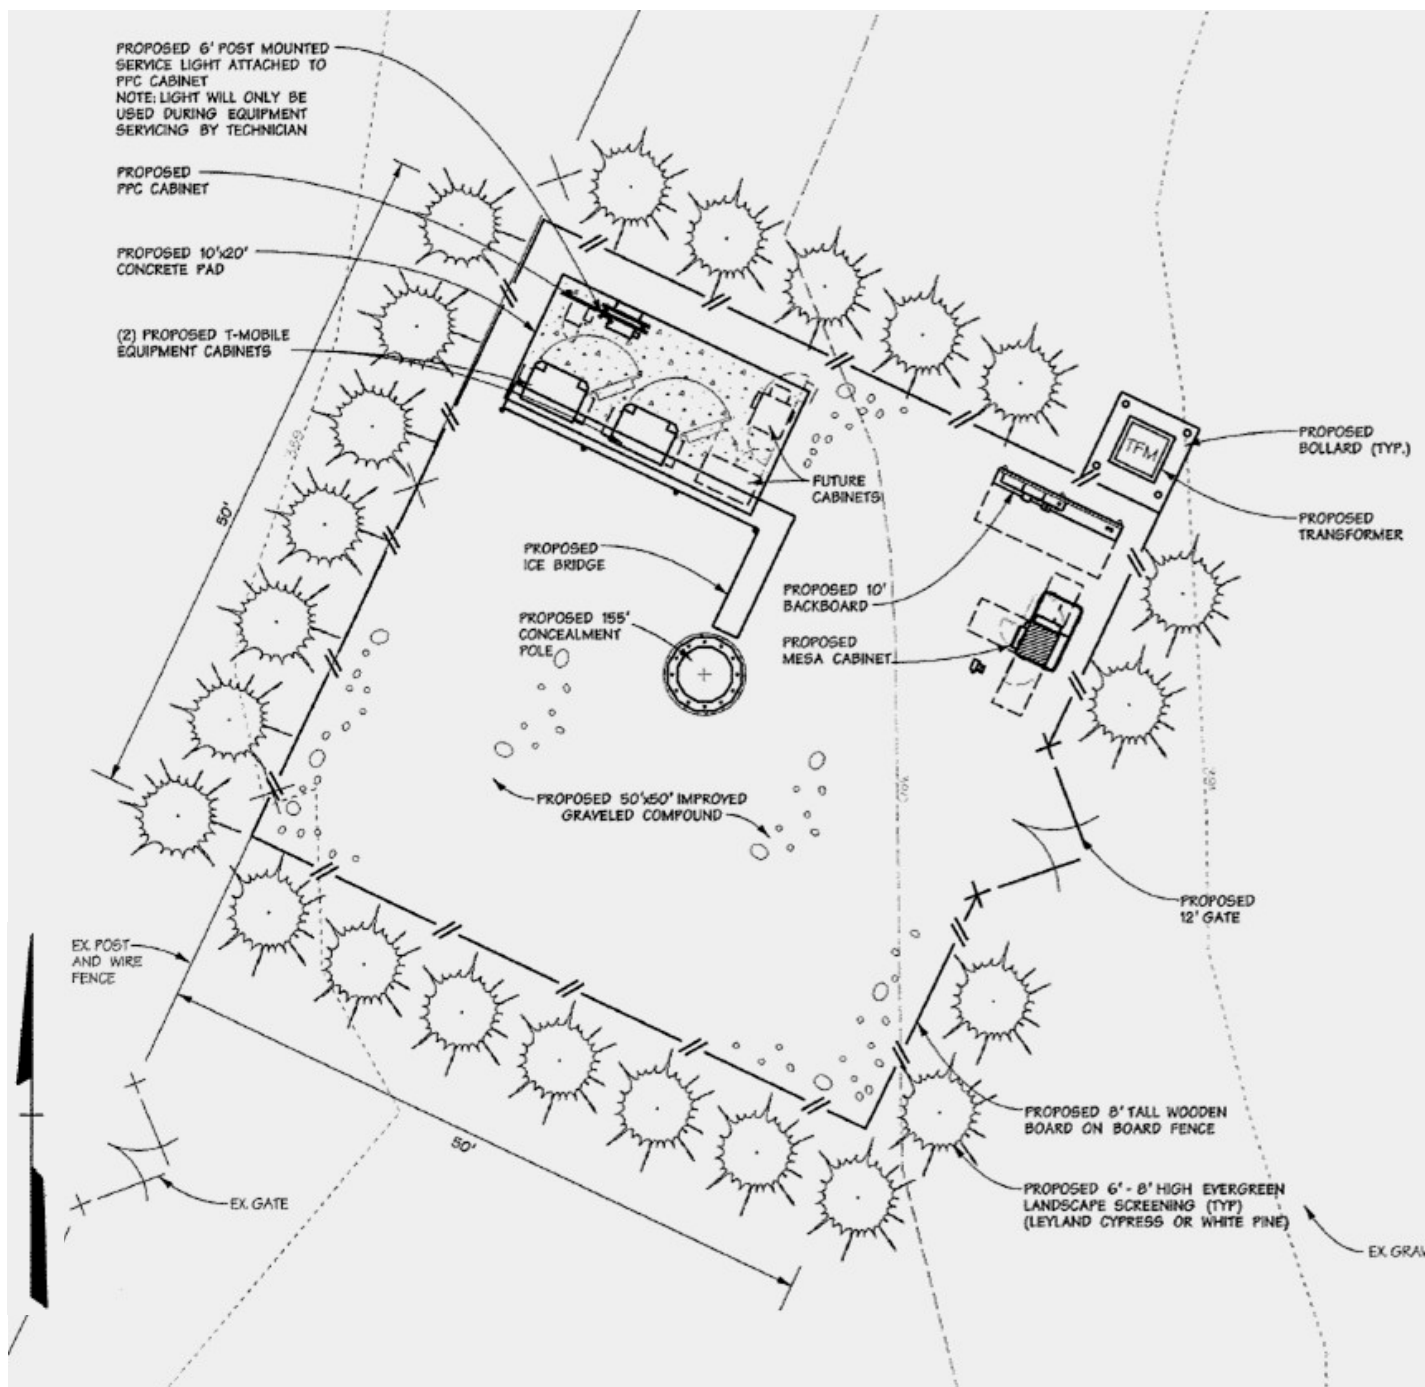 PROPOSED 6' POST MOUNTED
SERVICE LIGHT ATTACHED TO
PPC CABINET
NOTE: LIGHT WILL ONLY BE
USED DURING EQUIPMENT
SERVICING BY TECHNICIAN
PROPOSED
PPC CABINET
PROPOSED 10'x20'
CONCRETE PAD
(2) PROPOSED T-MOBILE
EQUIPMENT CABINETS
50'
TFM
PROPOSED
BOLLARD (TYP.)
FUTURE
CABINETS
PROPOSED
TRANSFORMER
PROPOSED
ICE BRIDGE
PROPOSED 10'
BACKBOARD
PROPOSED 155'
CONCEALMENT
POLE
PROPOSED
MESA CABINET
PROPOSED 50'x50' IMPROVED
GRAVELED COMPOUND
PROPOSED
12' GATE
EX. POST
AND WIRE
FENCE
50'
PROPOSED 8' TALL WOODEN
BOARD ON BOARD FENCE
EX. GATE
PROPOSED 6' - 8' HIGH EVERGREEN
LANDSCAPE SCREENING (TYP)
(LEYLAND CYPRESS OR WHITE PINE)
EX. GRAV